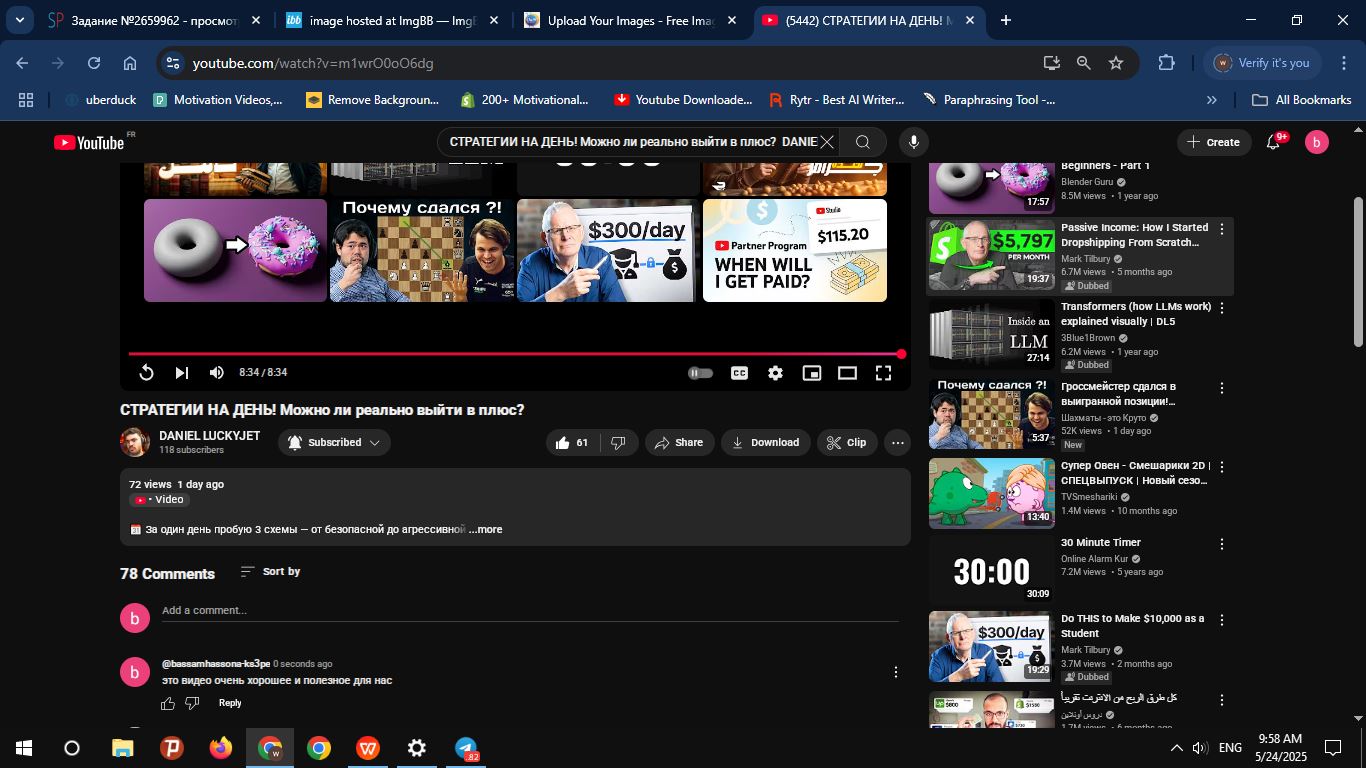 Задание №2659962 - просмотр
image hosted at ImgBB — ImgB
Upload Your Images - Free Imag
(5442) СТРАТЕГИИ НА ДЕНЬ! М
youtube.com/watch?v=m1wrO0oO6dg
Verify it's you
uberduck
Motivation Videos,...
Remove Backgroun...
200+ Motivational...
Youtube Downloade...
Rytr - Best AI Writer...
Paraphrasing Tool -...
All Bookmarks
YouTube FR
СТРАТЕГИИ НА ДЕНЬ! Можно ли реально выйти в плюс? DANIE
Create
9+
b
Почему сдался ?!
$300/day
Studio
$115.20
Partner Program
WHEN WILL
I GET PAID?
8:34 / 8:34
CC
СТРАТЕГИИ НА ДЕНЬ! Можно ли реально выйти в плюс?
DANIEL LUCKYJET
118 subscribers
Subscribed
61
Share
Download
Clip
72 views 1 day ago
• Video
За один день пробую 3 схемы — от безопасной до агрессивной ...more
78 Comments
Sort by
b
Add a comment...
b
@bassamhassona-ks3pe 0 seconds ago
это видео очень хорошее и полезное для нас
Reply
17:57
Beginners - Part 1
Blender Guru
8.5M views • 1 year ago
$5,797
PER MONTH
19:37
Passive Income: How I Started
Dropshipping From Scratch...
Mark Tilbury
6.7M views • 5 months ago
Dubbed
Inside an
LLM
27:14
Transformers (how LLMs work)
explained visually | DL5
3Blue1Brown
6.2M views • 1 year ago
Dubbed
Почему сдался ?!
5:37
Гроссмейстер сдался в
выигранной позиции!...
Шахматы - это Круто
52K views • 1 day ago
New
13:40
Супер Овен - Смешарики 2D |
СПЕЦВЫПУСК | Новый сезо...
TVSmeshariki
1.4M views • 10 months ago
30:00
30:09
30 Minute Timer
Online Alarm Kur
7.2M views • 5 years ago
$300/day
19:29
Do THIS to Make $10,000 as a
Student
Mark Tilbury
3.7M views • 2 months ago
Dubbed
كل طرق الربح من الانترنت تقريباً
دروس أونلاين
1.7M views • 6 months ago
ENG
9:58 AM
5/24/2025